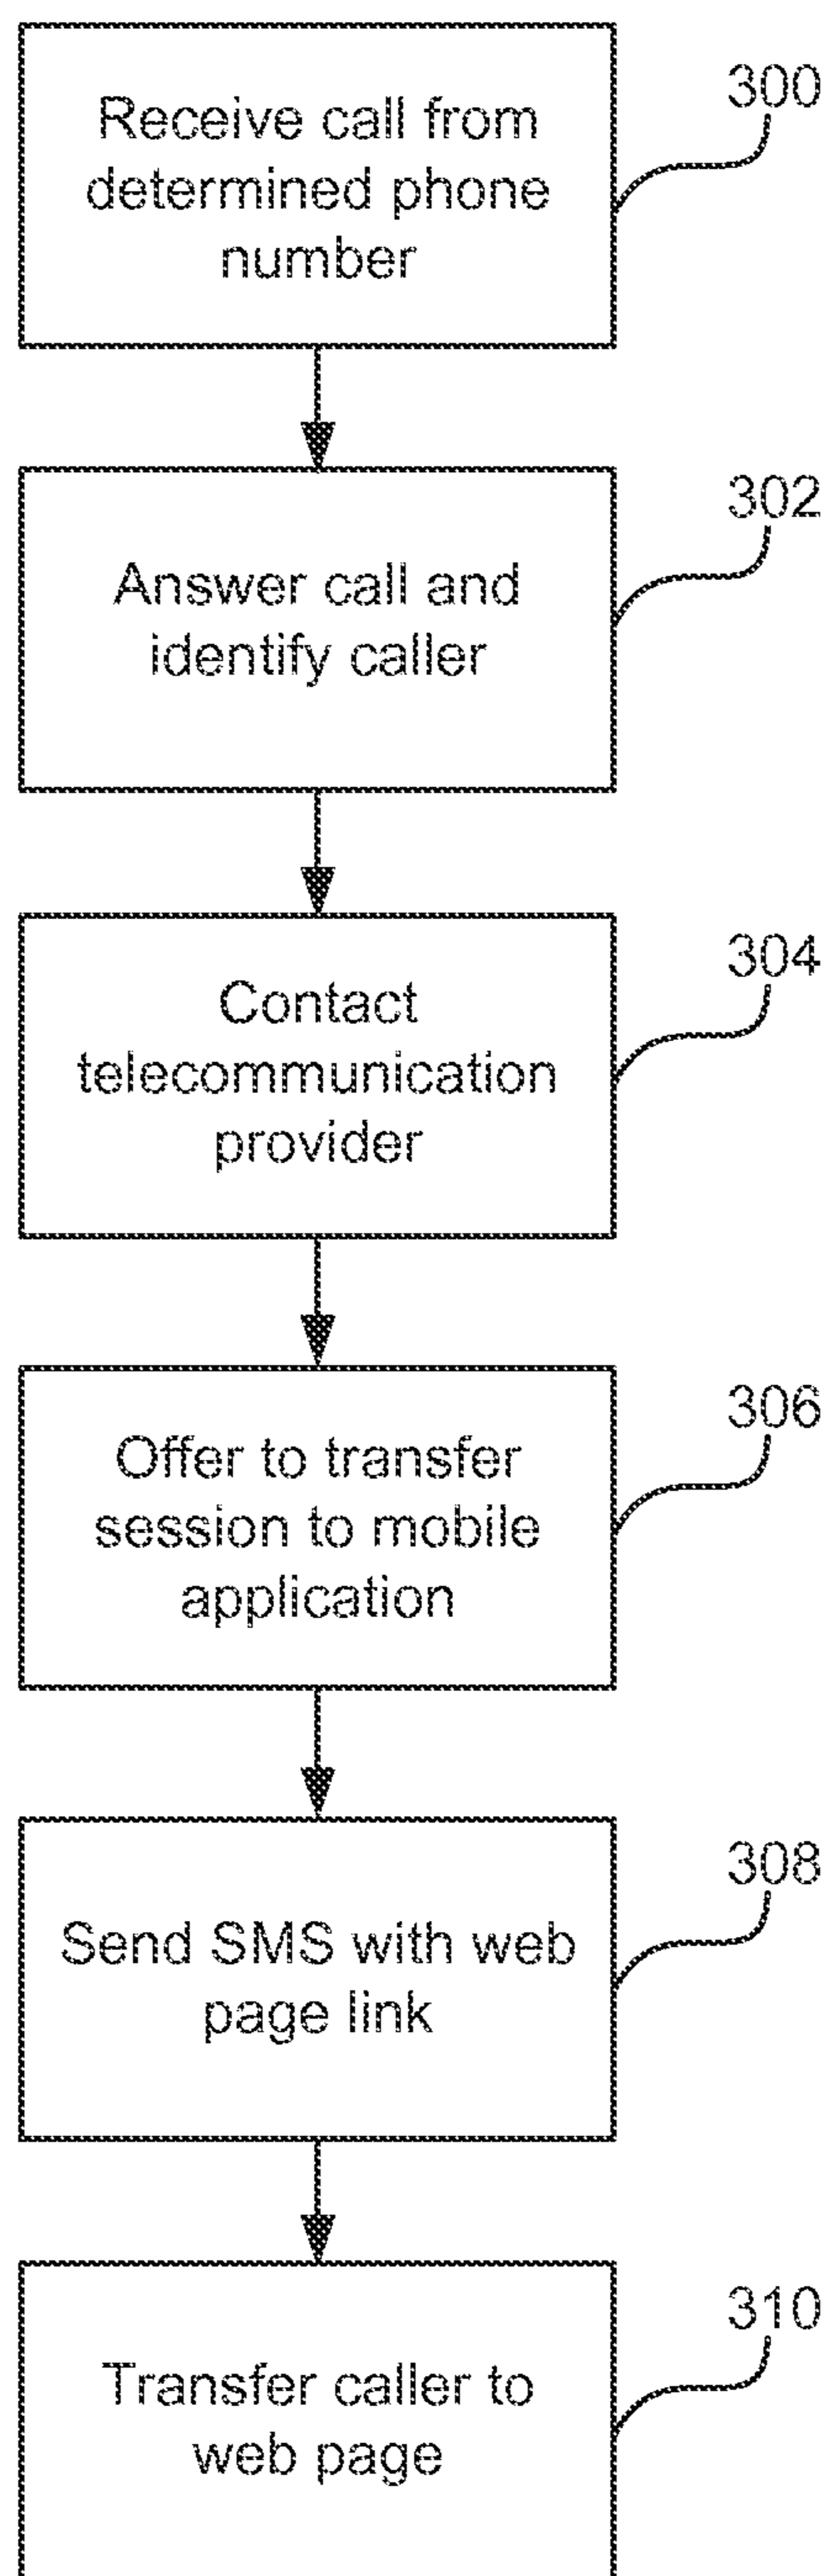 Receive call from
determined phone
number
300
Answer call and
identify caller
302
Contact
telecommunication
provider
304
Offer to transfer
session to mobile
application
306
Send SMS with web
page link
308
Transfer caller to
web page
310